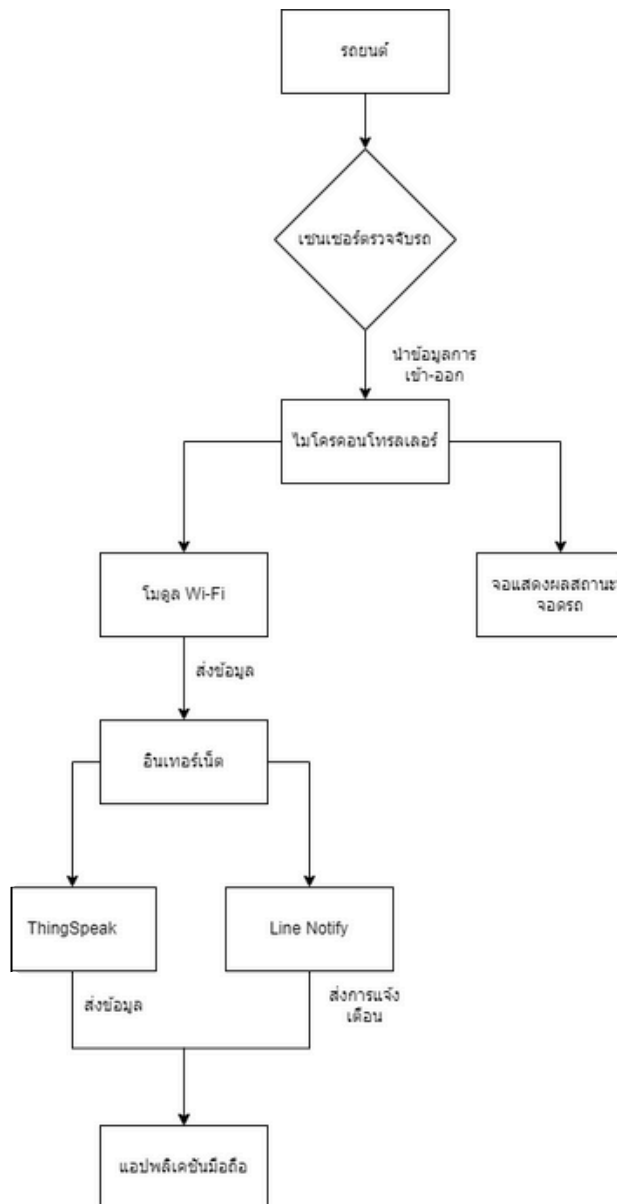 รถยนต์
เซนเซอร์ตรวจจับรถ
นำข้อมูลการ
เข้า-ออก
ไมโครคอนโทรลเลอร์
โมดูล Wi-Fi
จอแสดงผลสถานะ
จอดรถ
ส่งข้อมูล
อินเทอร์เน็ต
ThingSpeak
Line Notify
ส่งข้อมูล
ส่งการแจ้ง
เตือน
แอปพลิเคชันมือถือ